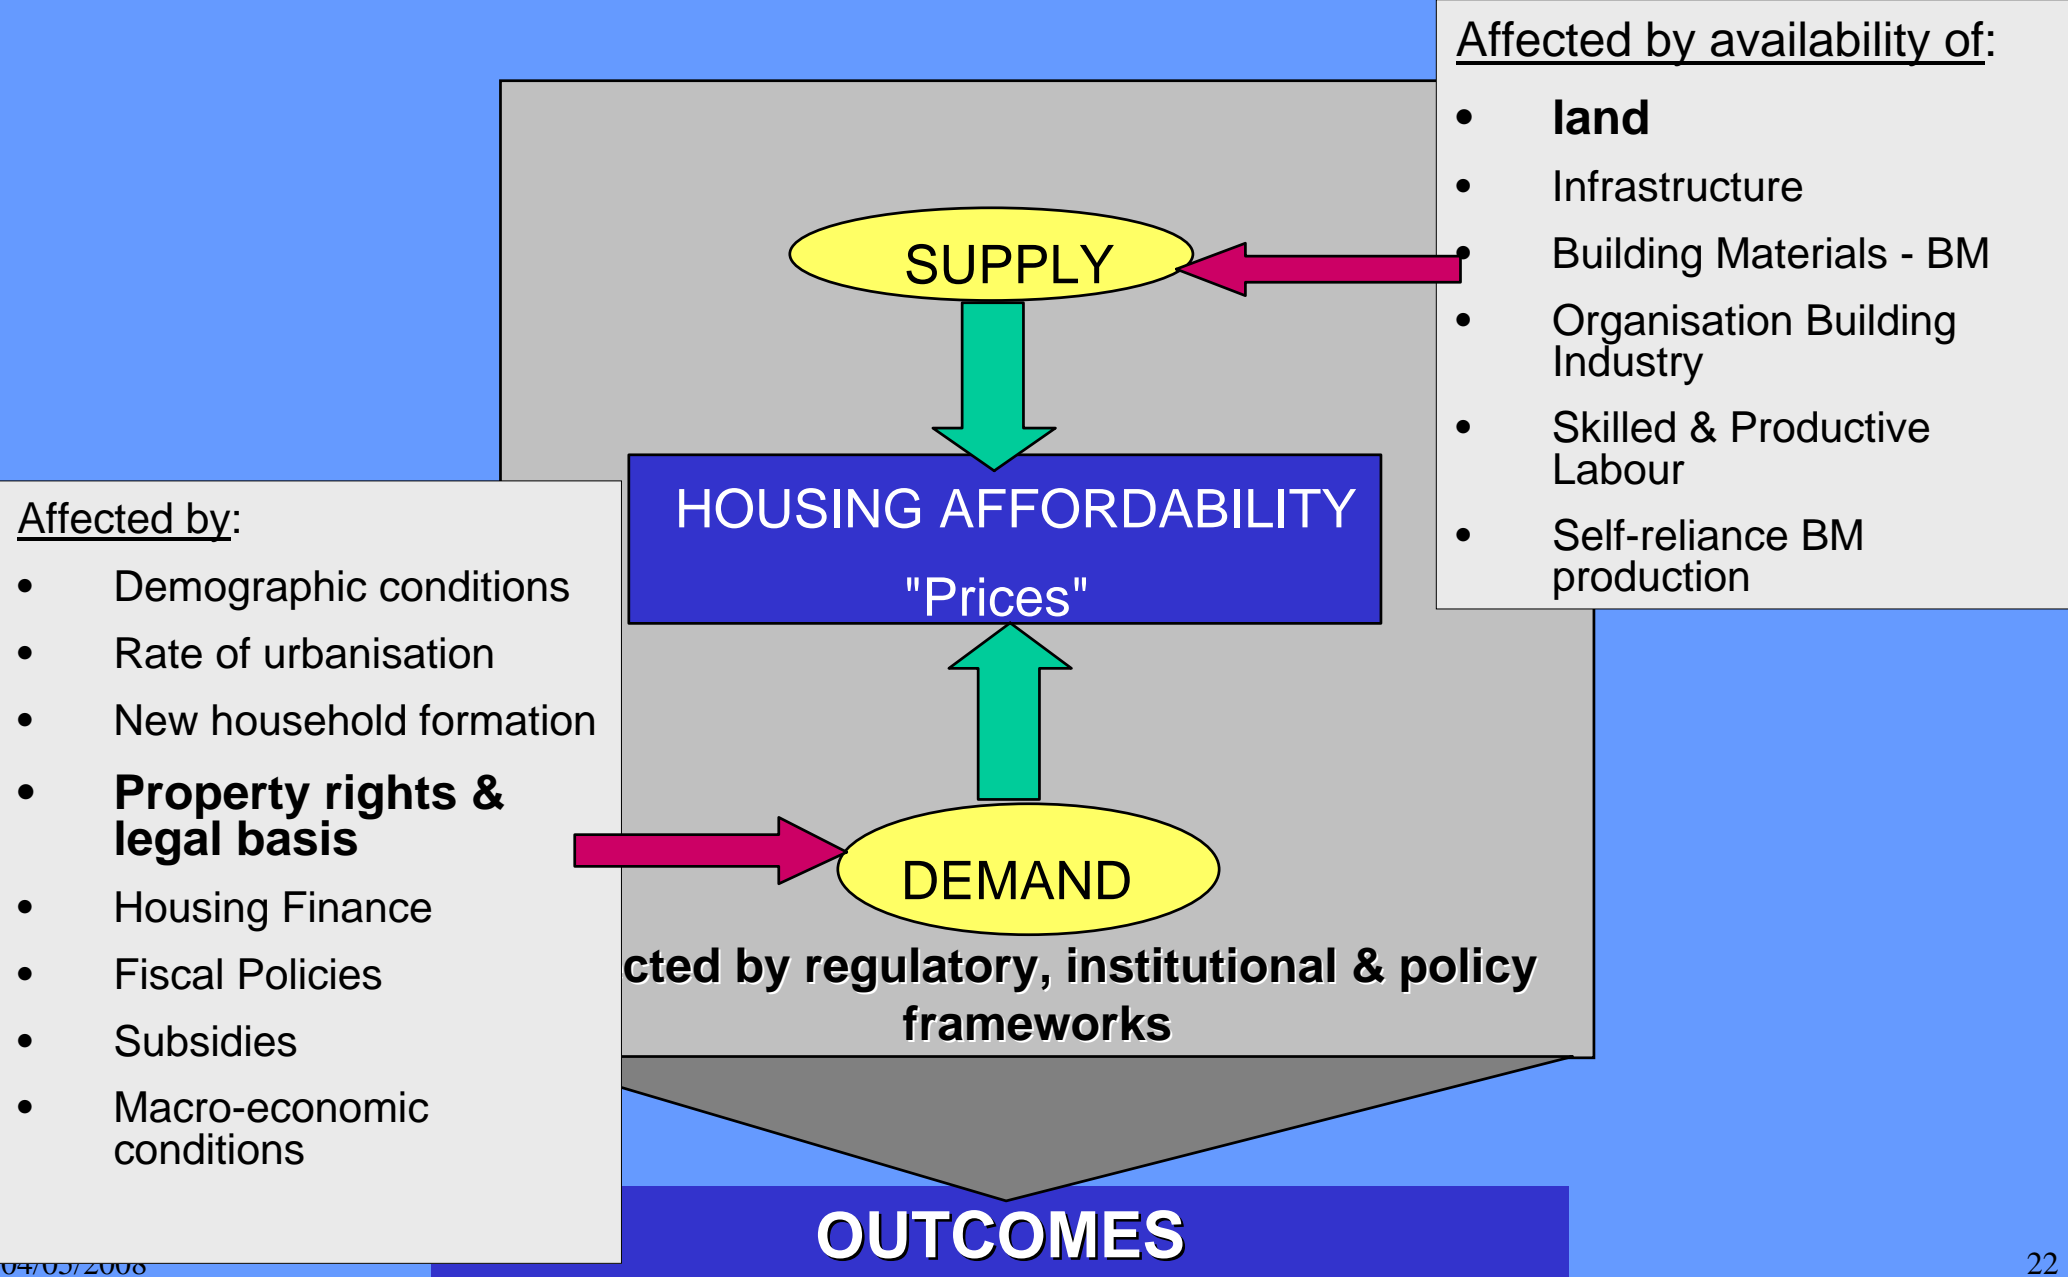 Affected by availability of:
• land
• Infrastructure
• Building Materials - BM
• Organisation Building
Industry
• Skilled & Productive
Labour
• Self-reliance BM
production
SUPPLY
HOUSING AFFORDABILITY
"Prices"
DEMAND
Affected by:
• Demographic conditions
• Rate of urbanisation
• New household formation
• Property rights &
legal basis
• Housing Finance
• Fiscal Policies
• Subsidies
• Macro-economic
conditions
cted by regulatory, institutional & policy
frameworks
OUTCOMES
22